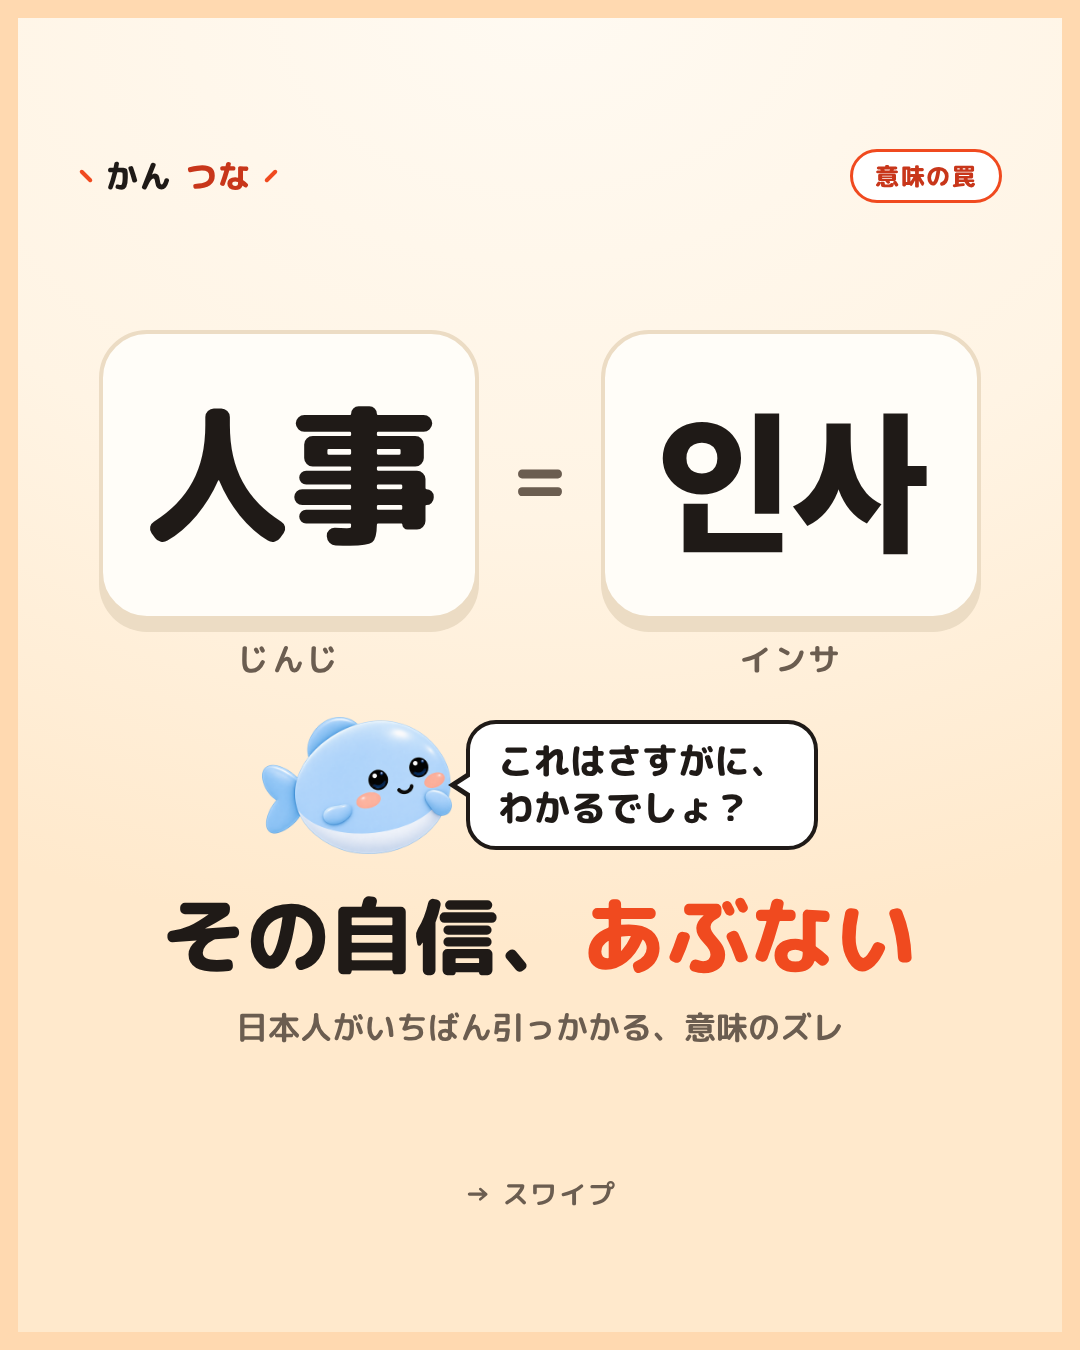 かん つな
意味の罠
人事 = 인사
じんじ インサ
これはさすがに、
わかるでしょ？
その自信、あぶない
日本人がいちばん引っかかる、意味のズレ
→ スワイプ